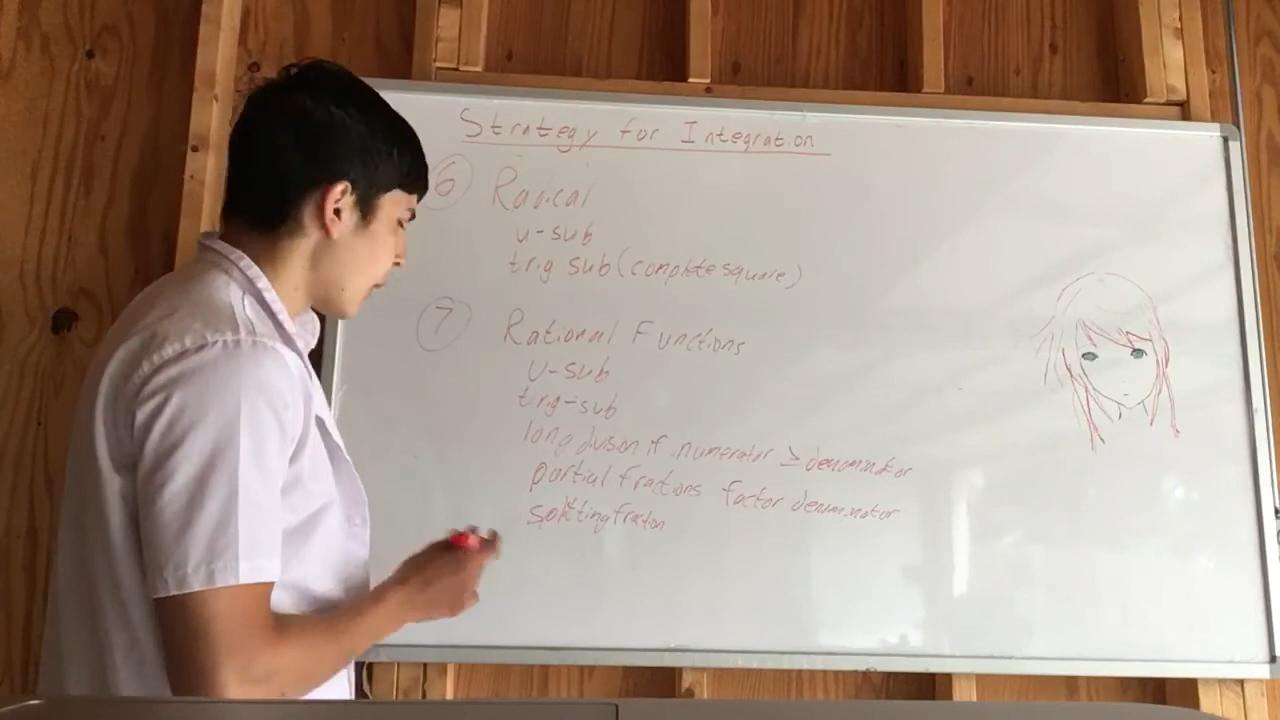 Strategy for Integration
6 Radical
u-sub
trig sub (complete square)
7 Rational Functions
u-sub
trig-sub
long divson if numerator ≥ denominator
partial fractions factor denominator
splitting fraction